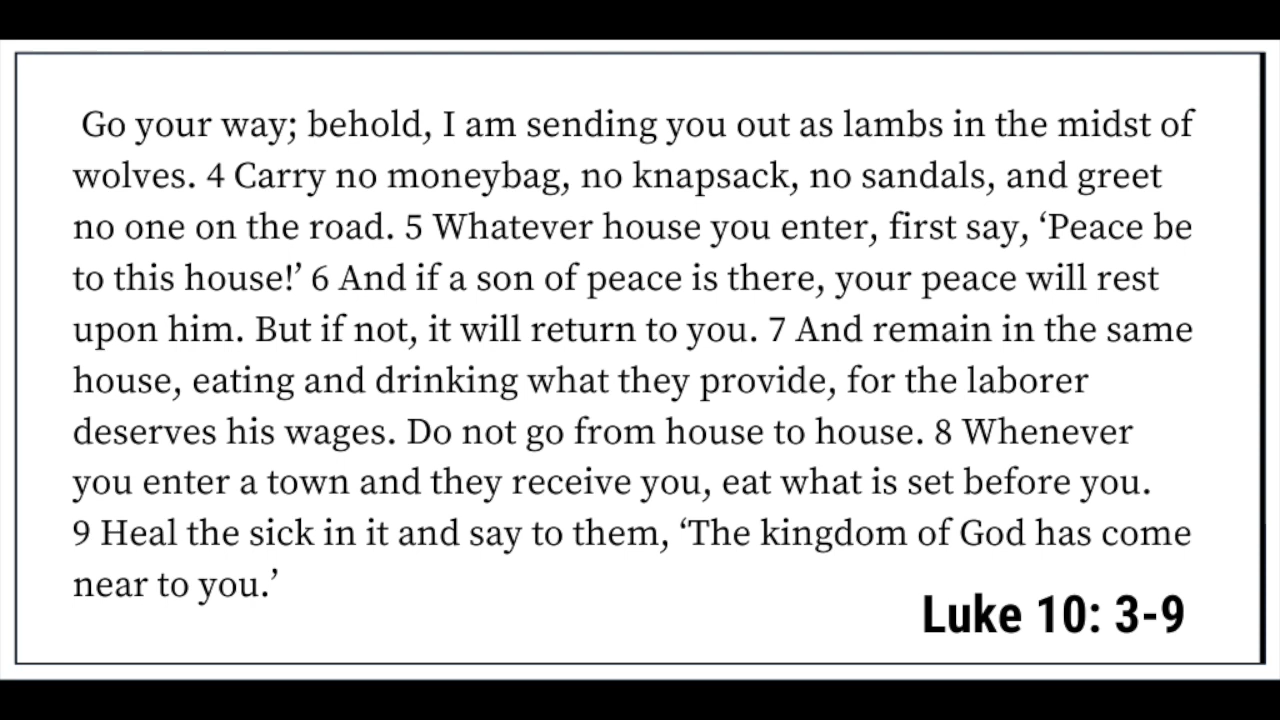 Go your way; behold, I am sending you out as lambs in the midst of
wolves. 4 Carry no moneybag, no knapsack, no sandals, and greet
no one on the road. 5 Whatever house you enter, first say, ‘Peace be
to this house!’ 6 And if a son of peace is there, your peace will rest
upon him. But if not, it will return to you. 7 And remain in the same
house, eating and drinking what they provide, for the laborer
deserves his wages. Do not go from house to house. 8 Whenever
you enter a town and they receive you, eat what is set before you.
9 Heal the sick in it and say to them, ‘The kingdom of God has come
near to you.’
Luke 10: 3-9